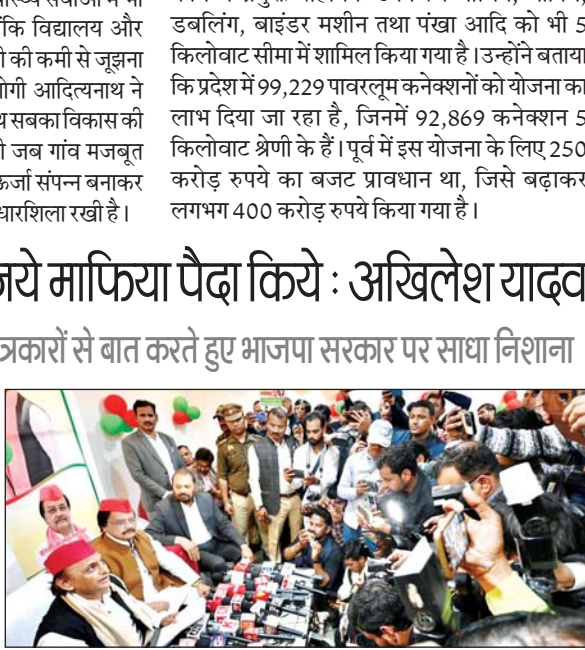 कि विद्यालय और
की कमी से जूझना
योगी आदित्यनाथ ने
सबका विकास की
जब गांव मजबूत
ऊर्जा संपन्न बनाकर
धारशिला रखी है।
डबलिंग, बाइंडर मशीन तथा पंखा आदि को भी 5
किलोवाट सीमा में शामिल किया गया है। उन्होंने बताया
कि प्रदेश में 99,229 पावरलूम कनेक्शनों को योजना का
लाभ दिया जा रहा है, जिनमें 92,869 कनेक्शन 5
किलोवाट श्रेणी के हैं। पूर्व में इस योजना के लिए 250
करोड़ रुपये का बजट प्रावधान था, जिसे बढ़ाकर
लगभग 400 करोड़ रुपये किया गया है।
नये माफिया पैदा किये : अखिलेश यादव
त्रकारों से बात करते हुए भाजपा सरकार पर साधा निशाना